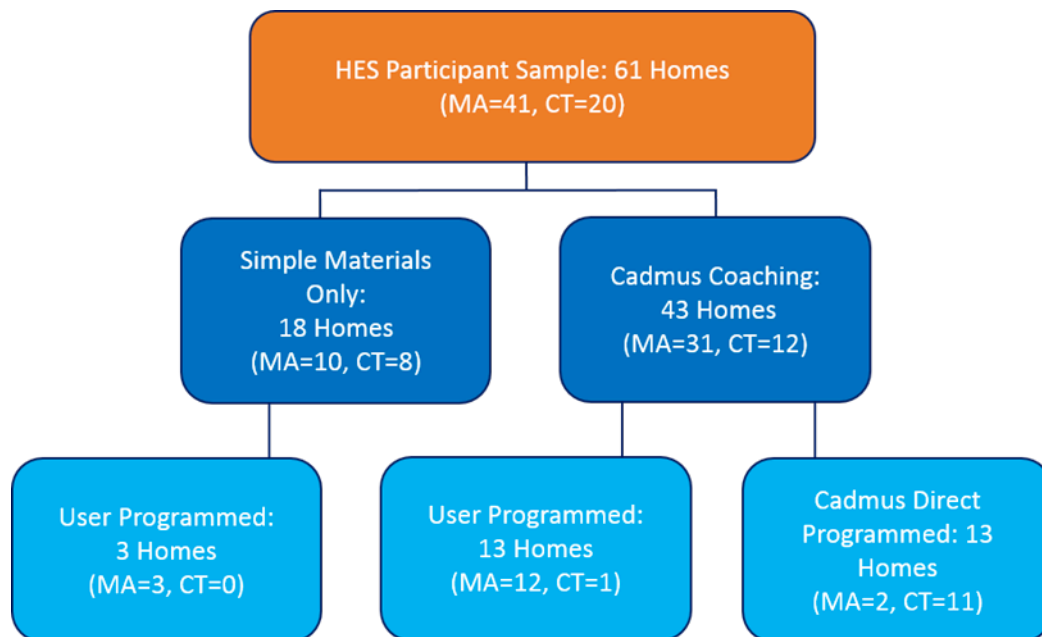 HES Participant Sample: 61 Homes
(MA=41, CT=20)
Simple Materials
Only:
18 Homes
(MA=10, CT=8)
Cadmus Coaching:
43 Homes
(MA=31, CT=12)
User Programmed:
3 Homes
(MA=3, CT=0)
User Programmed:
13 Homes
(MA=12, CT=1)
Cadmus Direct
Programmed: 13
Homes
(MA=2, CT=11)